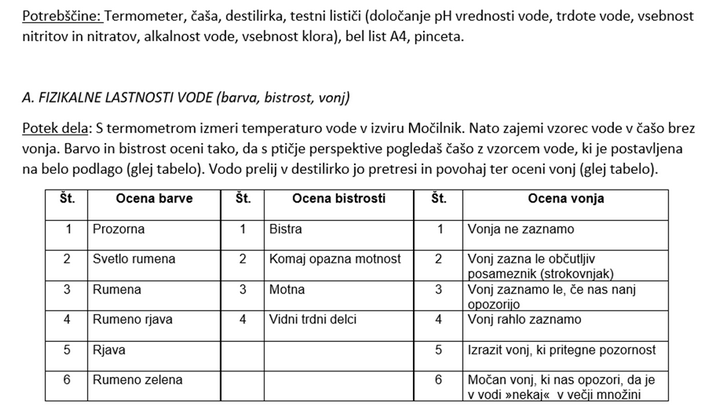 Potrebščine: Termometer, čaša, destilirka, testni lističi (določanje pH vrednosti vode, trdote vode, vsebnost
nitritov in nitratov, alkalnost vode, vsebnost klora), bel list A4, pinceta.
A. FIZIKALNE LASTNOSTI VODE (barva, bistrost, vonj)
Potek dela: S termometrom izmeri temperaturo vode v izviru Močilnik. Nato zajemi vzorec vode v čašo brez
vonja. Barvo in bistrost oceni tako, da s ptičje perspektive pogledaš čašo z vzorcem vode, ki je postavljena
na belo podlago (glej tabelo). Vodo prelij v destilirko jo pretresi in povohaj ter oceni vonj (glej tabelo).
Št. Ocena barve Št. Ocena bistrosti Št. Ocena vonja
1 Prozorna 1 Bistra 1 Vonja ne zaznamo
2 Svetlo rumena 2 Komaj opazna motnost 2 Vonj zazna le občutljiv
posameznik (strokovnjak)
3 Rumena 3 Motna 3 Vonj zaznamo le, če nas nanj
opozorijo
4 Rumeno rjava 4 Vidni trdni delci 4 Vonj rahlo zaznamo
5 Rjava 5 Izrazit vonj, ki pritegne pozornost
6 Rumeno zelena 6 Močan vonj, ki nas opozori, da je
v vodi »nekaj« v večji množini